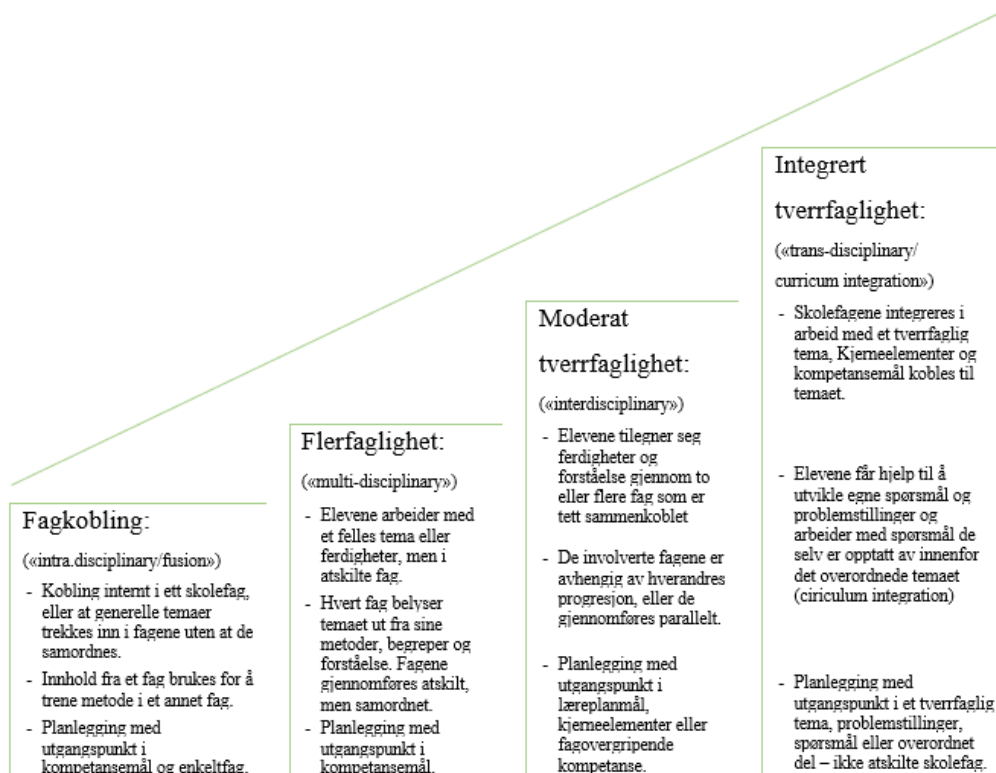 Fagkobling:
(«intra.disciplinary/fusion»)
- Kobling internt i ett skolefag,
eller at generelle temaer
trekkes inn i fagene uten at de
samordnes.
- Innhold fra et fag brukes for å
trene metode i et annet fag.
- Planlegging med
utgangspunkt i
kompetansemål og enkeltfag.
Flerfaglighet:
(«multi-disciplinary»)
- Elevene arbeider med
et felles tema eller
ferdigheter, men i
atskilte fag.
- Hvert fag belyser
temaet ut fra sine
metoder, begreper og
forståelse. Fagene
gjennomføres atskilt,
men samordnet.
- Planlegging med
utgangspunkt i
kompetansemål.
Moderat
tverrfaglighet:
(«interdisciplinary»)
- Elevene tilegner seg
ferdigheter og
forståelse gjennom to
eller flere fag som er
tett sammenkoblet
- De involverte fagene er
avhengig av hverandres
progresjon, eller de
gjennomføres parallelt.
- Planlegging med
utgangspunkt i
læreplanmål,
kjerneelementer eller
fagovergripende
kompetanse.
Integrert
tverrfaglighet:
(«trans-disciplinary/
curricum integration»)
- Skolefagene integreres i
arbeid med et tverrfaglig
tema, Kjerneelementer og
kompetansemål kobles til
temaet.
- Elevene får hjelp til å
utvikle egne spørsmål og
problemstillinger og
arbeider med spørsmål de
selv er opptatt av innenfor
det overordnede temaet
(ciriculum integration)
- Planlegging med
utgangspunkt i et tverrfaglig
tema, problemstillinger,
spørsmål eller overordnet
del – ikke atskilte skolefag.